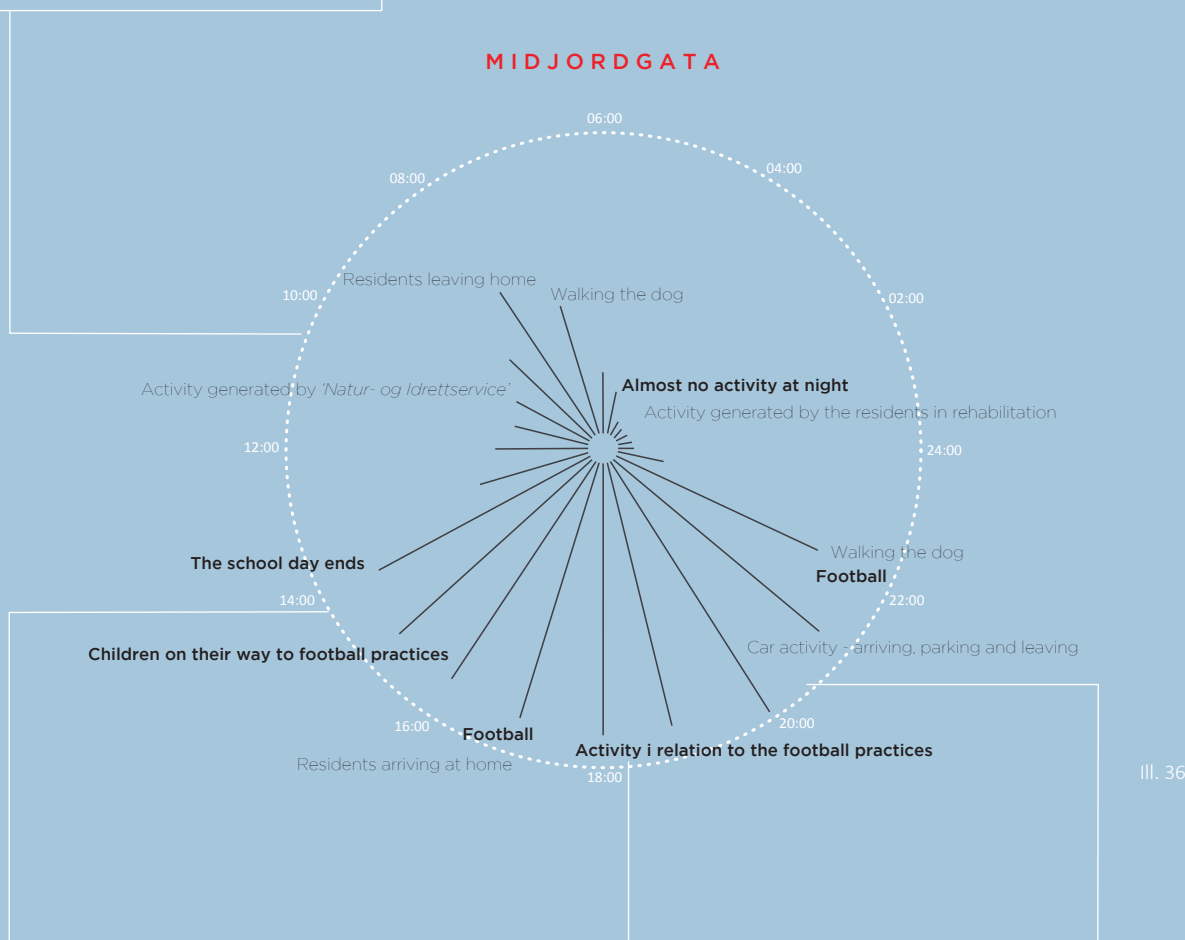 MIDJORDGATA
06:00
04:00
08:00
Residents leaving home
Walking the dog
10:00
02:00
Activity generated by 'Natur- og Idrettservice'
Almost no activity at night
Activity generated by the residents in rehabilitation
12:00
24:00
The school day ends
Walking the dog
Football
14:00
22:00
Children on their way to football practices
Car activity - arriving, parking and leaving
16:00
20:00
Football
Activity i relation to the football practices
Residents arriving at home
18:00
Ill. 36